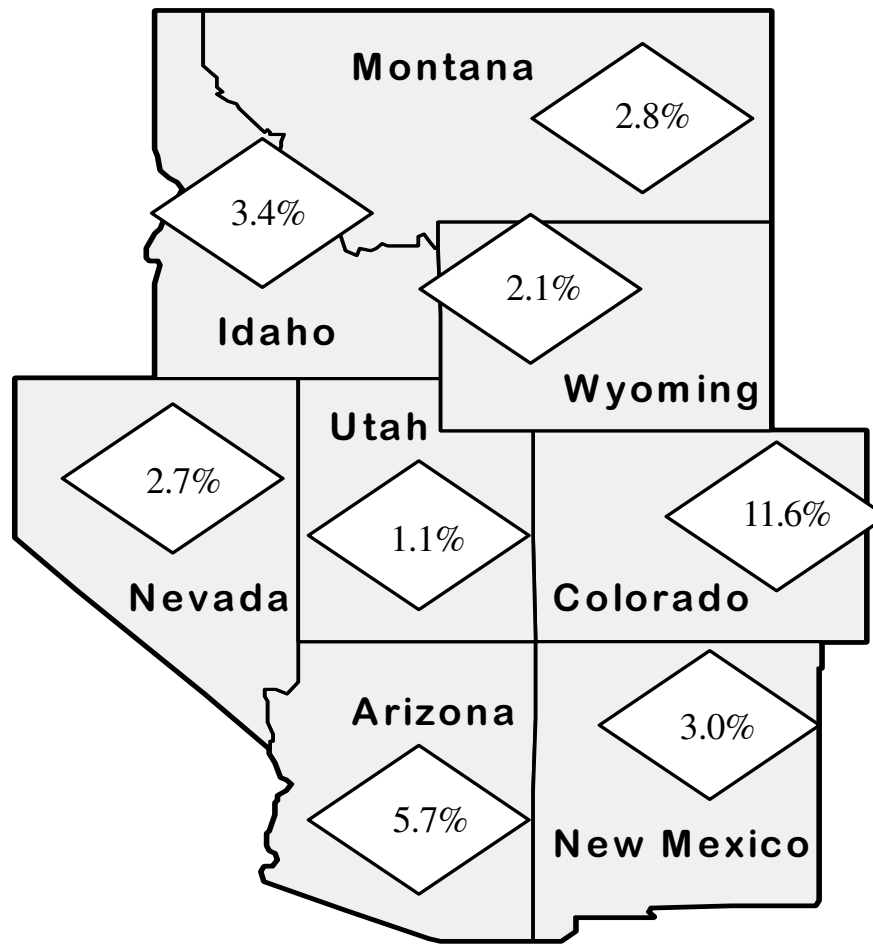 Montana
2.8%
3.4%
2.1%
Idaho
Wyoming
Utah
2.7%
11.6%
1.1%
Nevada
Colorado
Arizona
3.0%
5.7%
New Mexico